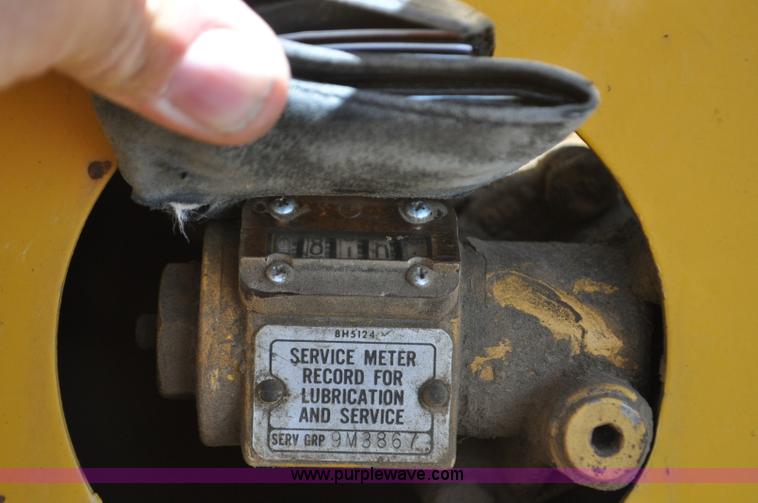 8H5124
SERVICE METER
RECORD FOR
LUBRICATION
AND SERVICE
SERV GRP 9M3867
www.purplewave.com